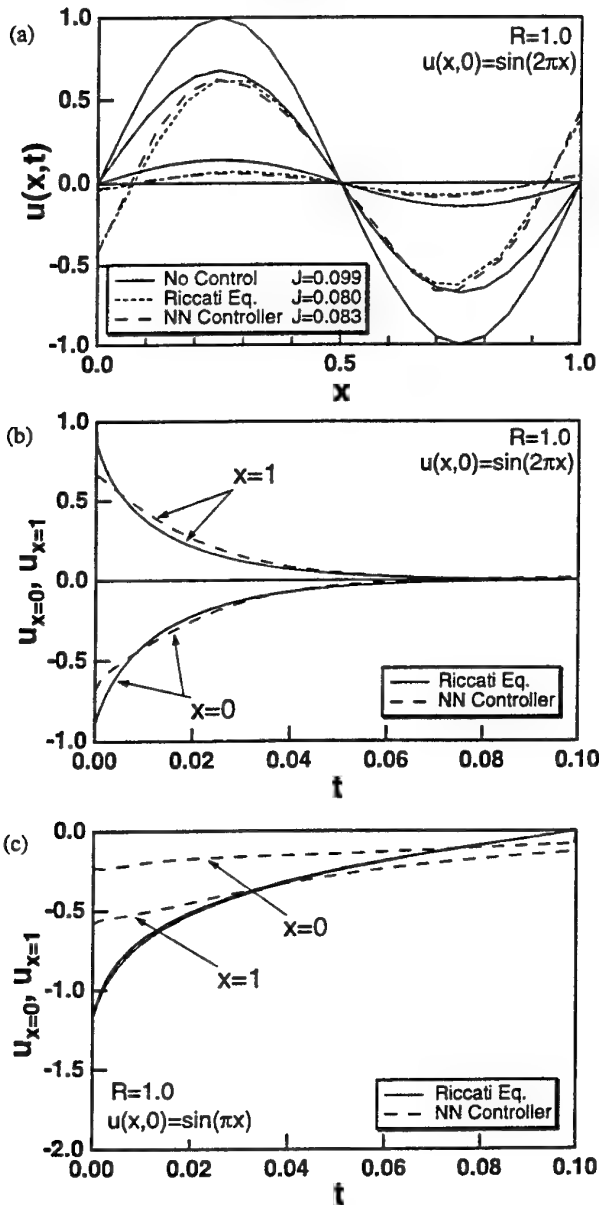 (a)
R=1.0
u(x,0)=sin(2πx)
1.0
0.5
0.0
-0.5
-1.0
u(x,t)
No Control J=0.099
Riccati Eq. J=0.080
NN Controller J=0.083
0.0 0.5 1.0
x
(b)
R=1.0
u(x,0)=sin(2πx)
1.0
0.5
0.0
-0.5
-1.0
u_{x=0}, u_{x=1}
x=1
x=0
Riccati Eq.
NN Controller
0.00 0.02 0.04 0.06 0.08 0.10
t
(c)
0.0
-0.5
-1.0
-1.5
-2.0
u_{x=0}, u_{x=1}
x=0
x=1
R=1.0
u(x,0)=sin(πx)
Riccati Eq.
NN Controller
0.00 0.02 0.04 0.06 0.08 0.10
t